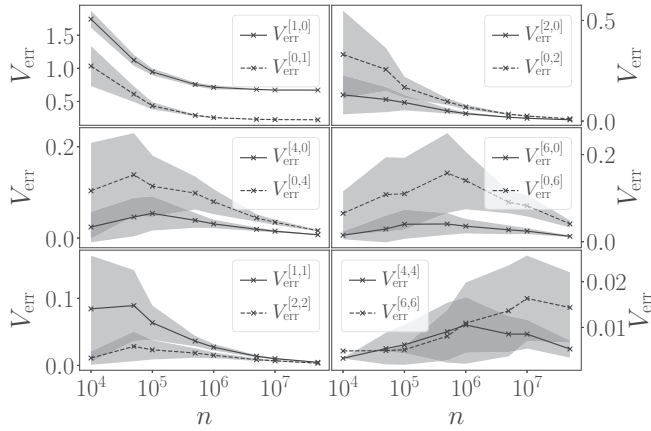 1.5
1.0
0.5
V_err
V_err^[1,0]
V_err^[0,1]
V_err^[2,0]
V_err^[0,2]
0.5
0.0
V_err
0.2
0.0
V_err
V_err^[4,0]
V_err^[0,4]
V_err^[6,0]
V_err^[0,6]
0.2
0.0
V_err
0.1
0.0
V_err
V_err^[1,1]
V_err^[2,2]
V_err^[4,4]
V_err^[6,6]
0.02
0.01
V_err
10^4 10^5 10^6 10^7
10^4 10^5 10^6 10^7
n
n